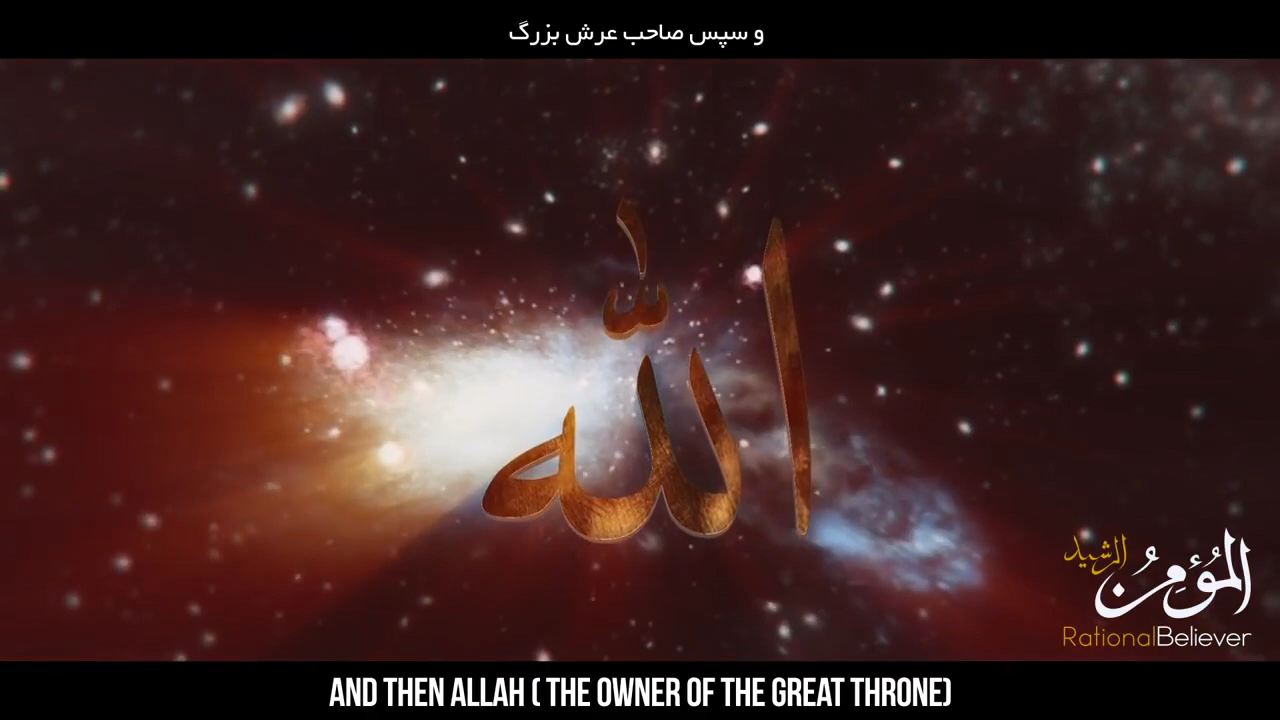 و سپس صاحب عرش بزرگ
الله
المؤمن الرشيد
RationalBeliever
AND THEN ALLAH ( THE OWNER OF THE GREAT THRONE)